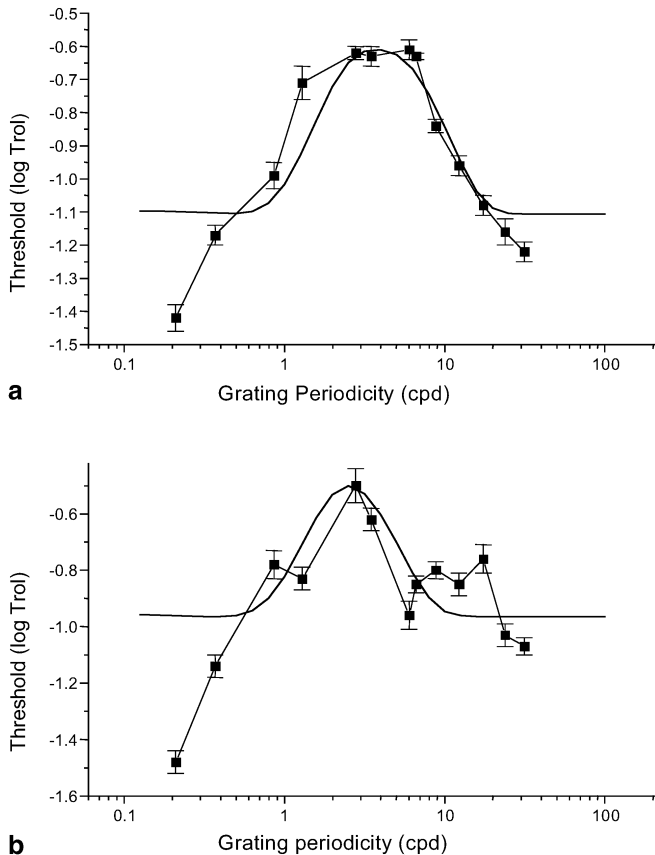 -0.5
-0.6
-0.7
-0.8
-0.9
-1.0
-1.1
-1.2
-1.3
-1.4
-1.5
Threshold (log Trol)
0.1 1 10 100
Grating Periodicity (cpd)
a
-0.6
-0.8
-1.0
-1.2
-1.4
-1.6
Threshold (log Trol)
0.1 1 10 100
Grating periodicity (cpd)
b